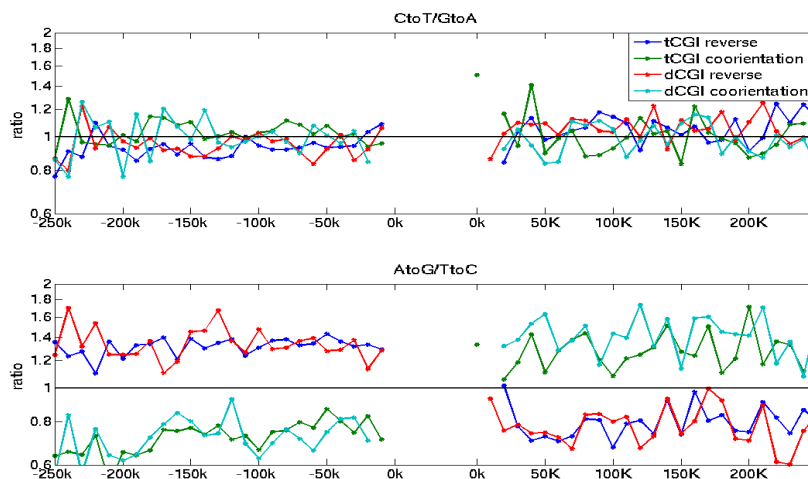 CtoT/GtoA
2
1.8
1.6
1.4
1.2
1
0.8
0.6
ratio
tCGI reverse
tCGI coorientation
dCGI reverse
dCGI coorientation
-250k -200k -150k -100k -50k 0k 0k 50K 100K 150K 200K
AtoG/TtoC
2
1.8
1.6
1.4
1.2
1
0.8
0.6
ratio
-250k -200k -150k -100k -50k 0k 0k 50K 100K 150K 200K